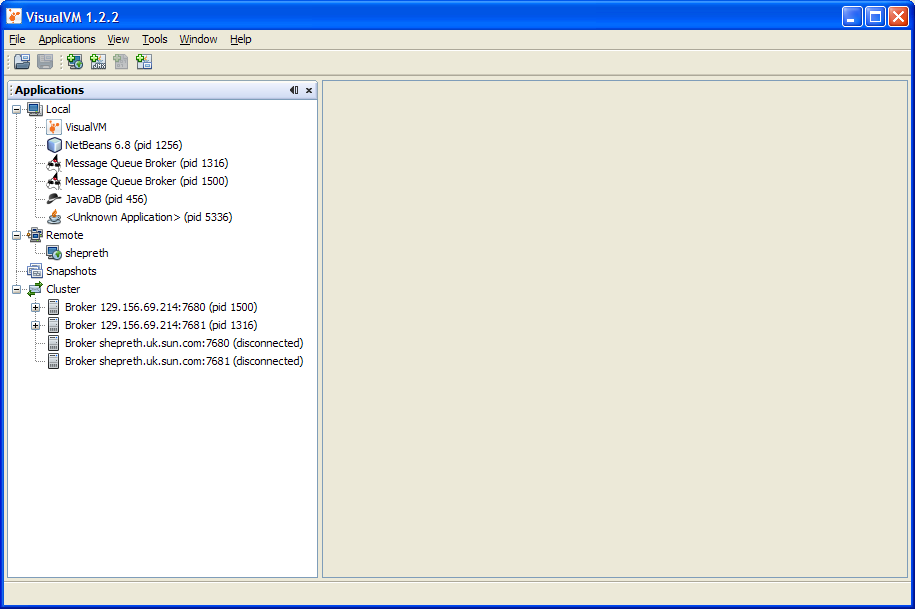 VisualVM 1.2.2
File Applications View Tools Window Help
Applications
Local
VisualVM
NetBeans 6.8 (pid 1256)
Message Queue Broker (pid 1316)
Message Queue Broker (pid 1500)
JavaDB (pid 456)
<Unknown Application> (pid 5336)
Remote
shepreth
Snapshots
Cluster
Broker 129.156.69.214:7680 (pid 1500)
Broker 129.156.69.214:7681 (pid 1316)
Broker shepreth.uk.sun.com:7680 (disconnected)
Broker shepreth.uk.sun.com:7681 (disconnected)